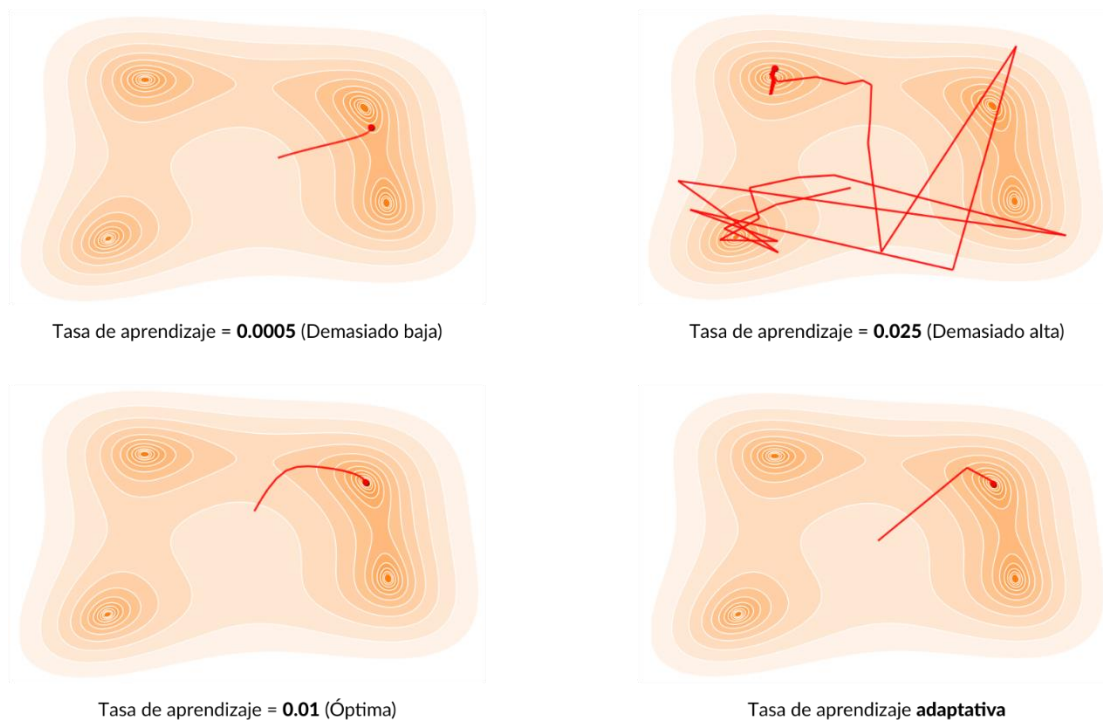 Tasa de aprendizaje = 0.0005 (Demasiado baja)
Tasa de aprendizaje = 0.025 (Demasiado alta)
Tasa de aprendizaje = 0.01 (Óptima)
Tasa de aprendizaje adaptativa